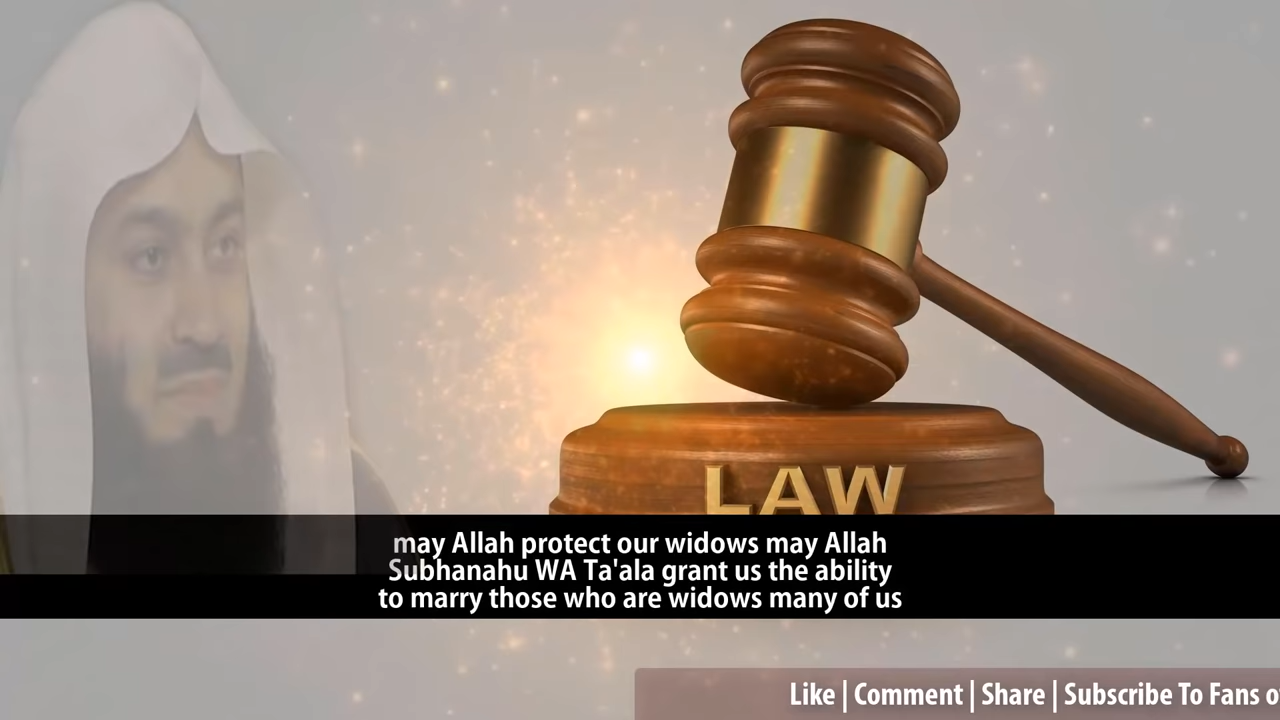 LAW
may Allah protect our widows may Allah
Subhanahu WA Ta'ala grant us the ability
to marry those who are widows many of us
Like | Comment | Share | Subscribe To Fans